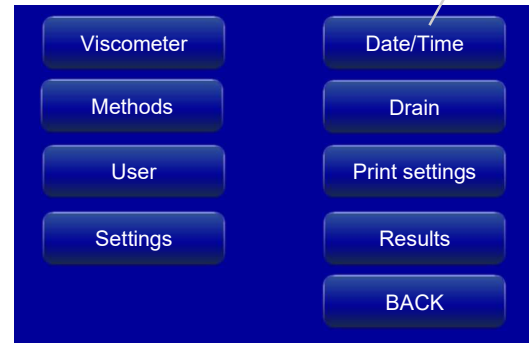 Viscometer
Date/Time
Methods
Drain
User
Print settings
Settings
Results
BACK